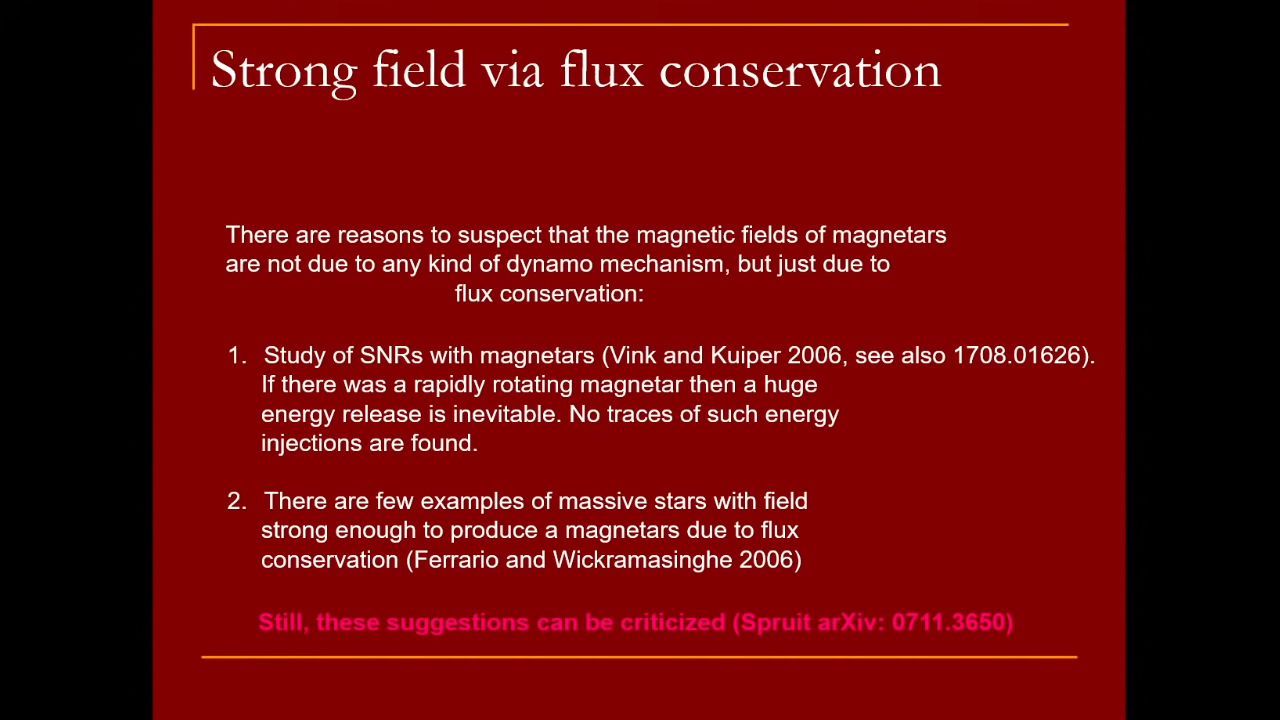 Strong field via flux conservation
There are reasons to suspect that the magnetic fields of magnetars
are not due to any kind of dynamo mechanism, but just due to
flux conservation:
1. Study of SNRs with magnetars (Vink and Kuiper 2006, see also 1708.01626).
If there was a rapidly rotating magnetar then a huge
energy release is inevitable. No traces of such energy
injections are found.
2. There are few examples of massive stars with field
strong enough to produce a magnetars due to flux
conservation (Ferrario and Wickramasinghe 2006)
Still, these suggestions can be criticized (Spruit arXiv: 0711.3650)